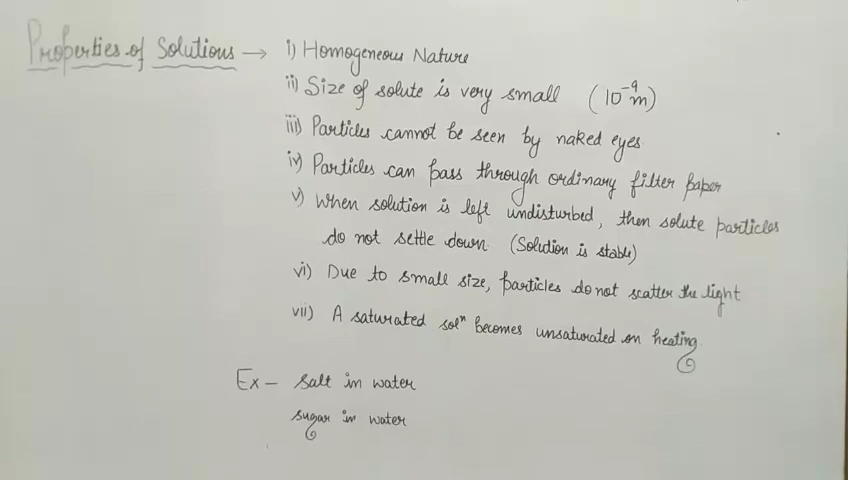 Properties of Solutions → i) Homogeneous Nature
ii) Size of solute is very small (10⁻⁹m)
iii) Particles cannot be seen by naked eyes
iv) Particles can pass through ordinary filter paper
v) When solution is left undisturbed, then solute particles
do not settle down (Solution is stable)
vi) Due to small size, particles do not scatter the light
vii) A saturated solⁿ becomes unsaturated on heating.
Ex – Salt in water
sugar in water